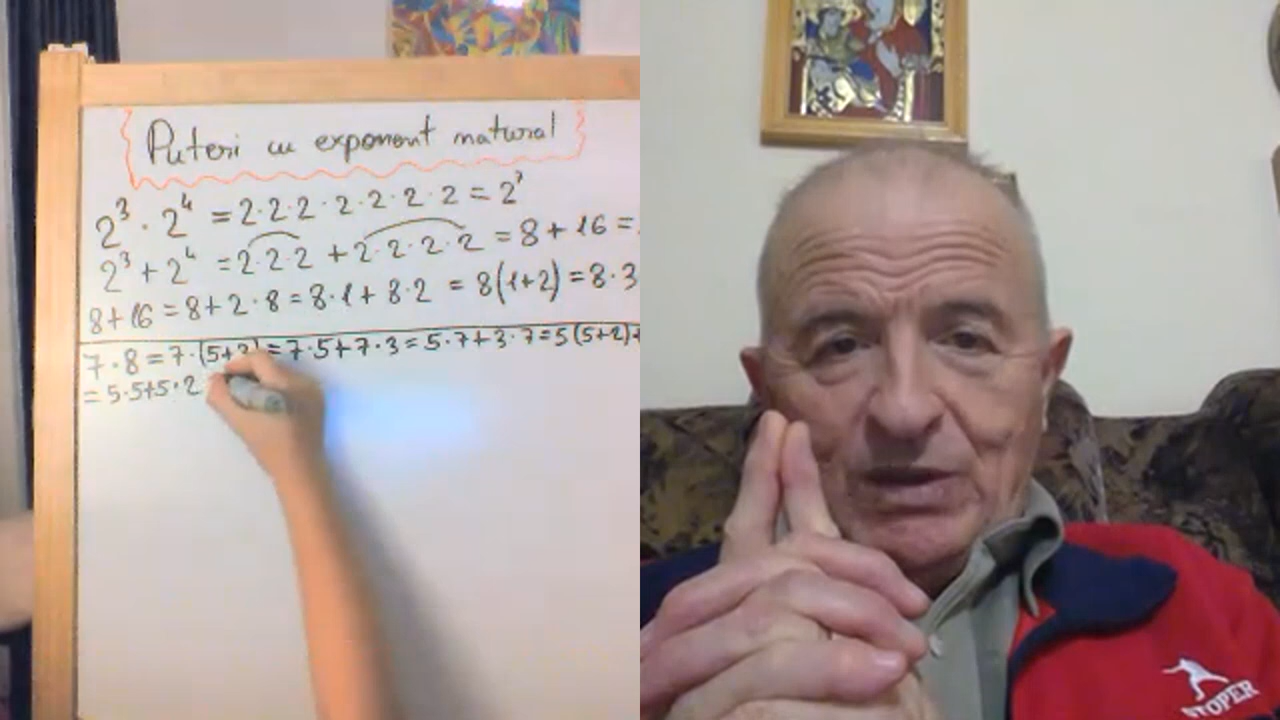 Puteri cu exponent natural
2³ · 2⁴ = 2·2·2·2·2·2·2 = 2⁷
2³ + 2⁴ = 2·2·2 + 2·2·2·2 = 8 + 16 =
8 + 16 = 8 + 2·8 = 8·1 + 8·2 = 8(1+2) = 8·3
7·8 = 7·(5+3) = 7·5+7·3 = 5·7+3·7 = 5(5+2)+
= 5·5+5·2
TOPER